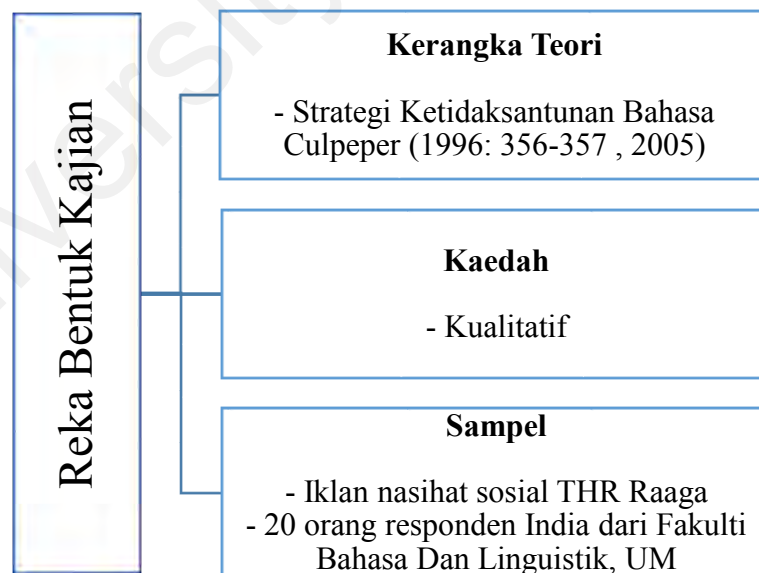 Reka Bentuk Kajian
Kerangka Teori
- Strategi Ketidaksantunan Bahasa
Culpeper (1996: 356-357 , 2005)
Kaedah
- Kualitatif
Sampel
- Iklan nasihat sosial THR Raaga
- 20 orang responden India dari Fakulti
Bahasa Dan Linguistik, UM